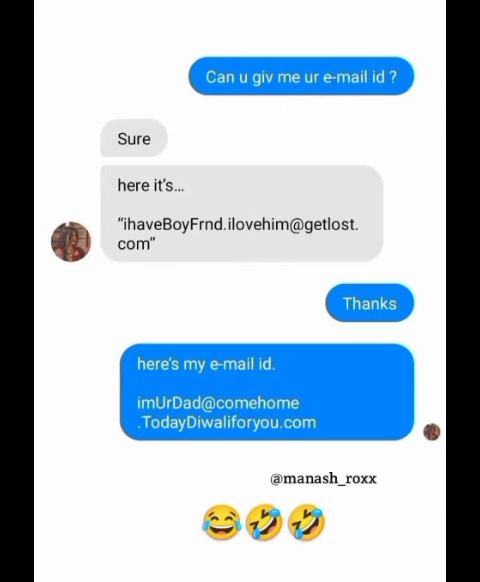 Can u giv me ur e-mail id ?
Sure
here it's...
“ihaveBoyFrnd.ilovehim@getlost.
com”
Thanks
here's my e-mail id.
imUrDad@comehome
.TodayDiwaliforyou.com
@manash_roxx